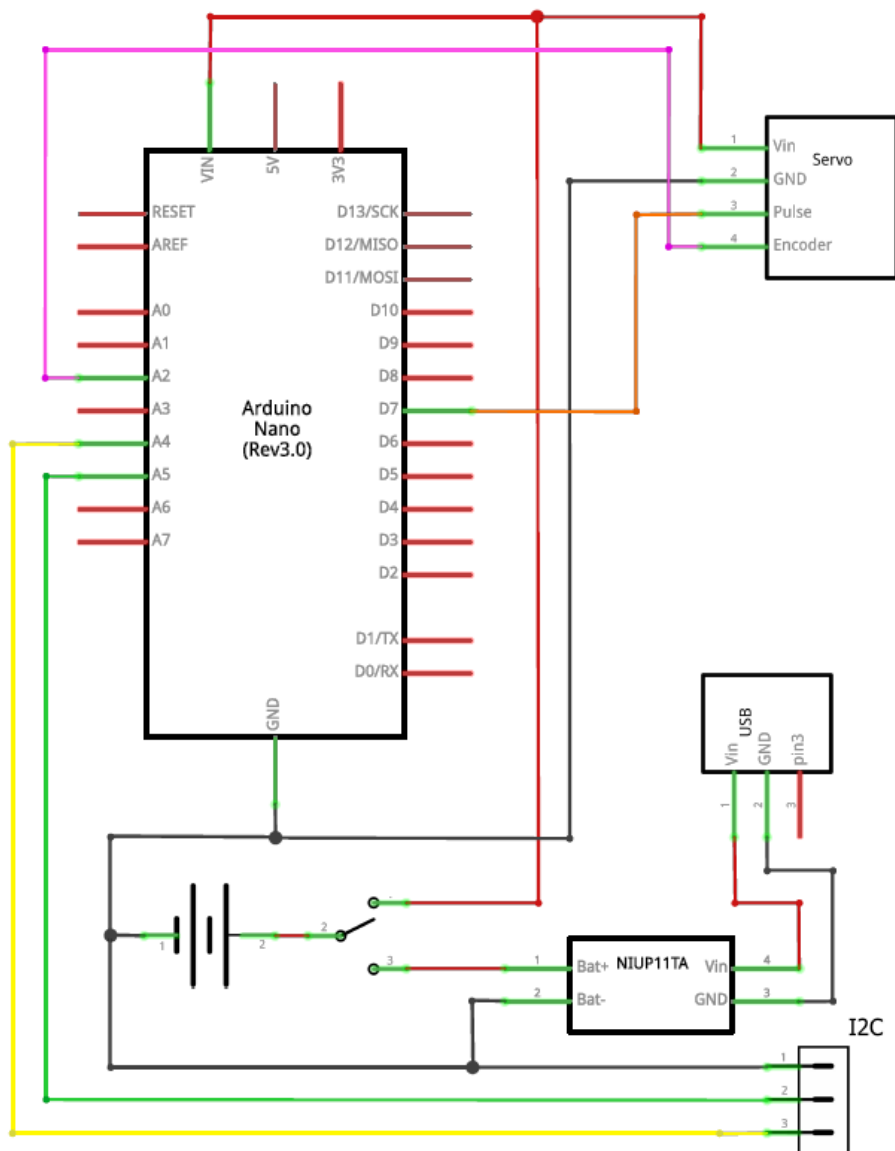 VIN
5V
3V3
RESET
AREF
A0
A1
A2
A3
A4
A5
A6
A7
D13/SCK
D12/MISO
D11/MOSI
D10
D9
D8
D7
D6
D5
D4
D3
D2
D1/TX
D0/RX
Arduino
Nano
(Rev3.0)
GND
Servo
1 Vin
2 GND
3 Pulse
4 Encoder
USB
Vin
GND
pin3
1
2
3
1
2
2
3
NIUP11TA
1 Bat+
2 Bat-
Vin 4
GND 3
I2C
1
2
3